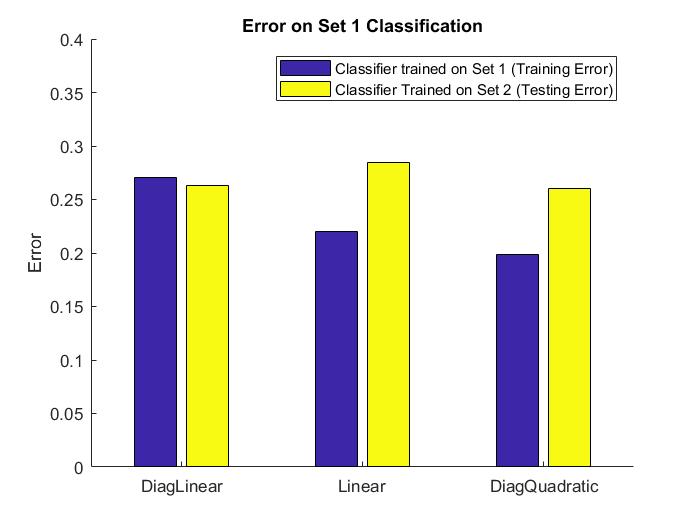 Error on Set 1 Classification
Classifier trained on Set 1 (Training Error)
Classifier Trained on Set 2 (Testing Error)
Error
0.4
0.35
0.3
0.25
0.2
0.15
0.1
0.05
0
DiagLinear Linear DiagQuadratic